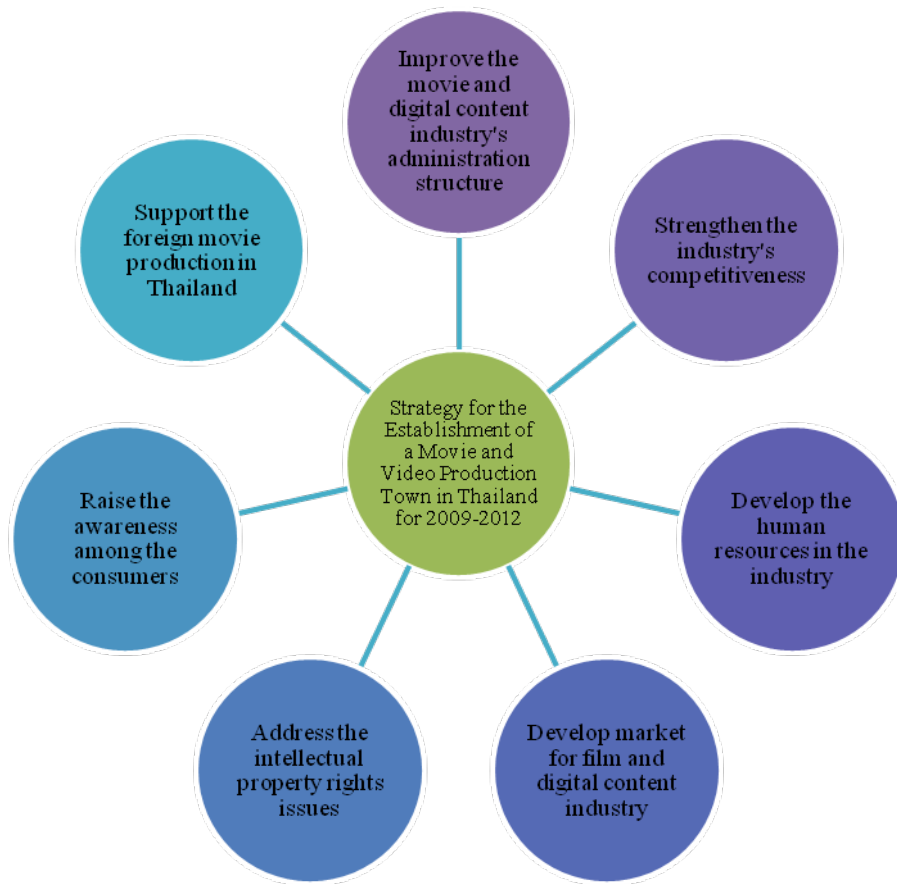 Improve the
movie and
digital content
industry's
administration
structure
Strengthen the
industry's
competitiveness
Develop the
human
resources in the
industry
Develop market
for film and
digital content
industry
Address the
intellectual
property rights
issues
Raise the
awareness
among the
consumers
Support the
foreign movie
production in
Thailand
Strategy for the
Establishment of
a Movie and
Video Production
Town in Thailand
for 2009-2012